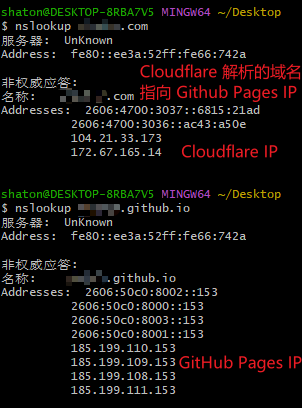 shaton@DESKTOP-8RBA7V5 MINGW64 ~/Desktop
$ nslookup .com
服务器:  UnKnown
Address:  fe80::ee3a:52ff:fe66:742a
Cloudflare 解析的域名
指向 Github Pages IP
非权威应答:
名称: .com
Addresses:  2606:4700:3037::6815:21ad
2606:4700:3036::ac43:a50e
104.21.33.173
172.67.165.14
Cloudflare IP
shaton@DESKTOP-8RBA7V5 MINGW64 ~/Desktop
$ nslookup .github.io
服务器:  UnKnown
Address:  fe80::ee3a:52ff:fe66:742a
非权威应答:
名称: .github.io
Addresses:  2606:50c0:8002::153
2606:50c0:8000::153
2606:50c0:8003::153
2606:50c0:8001::153
185.199.110.153
185.199.109.153
185.199.108.153
185.199.111.153
GitHub Pages IP